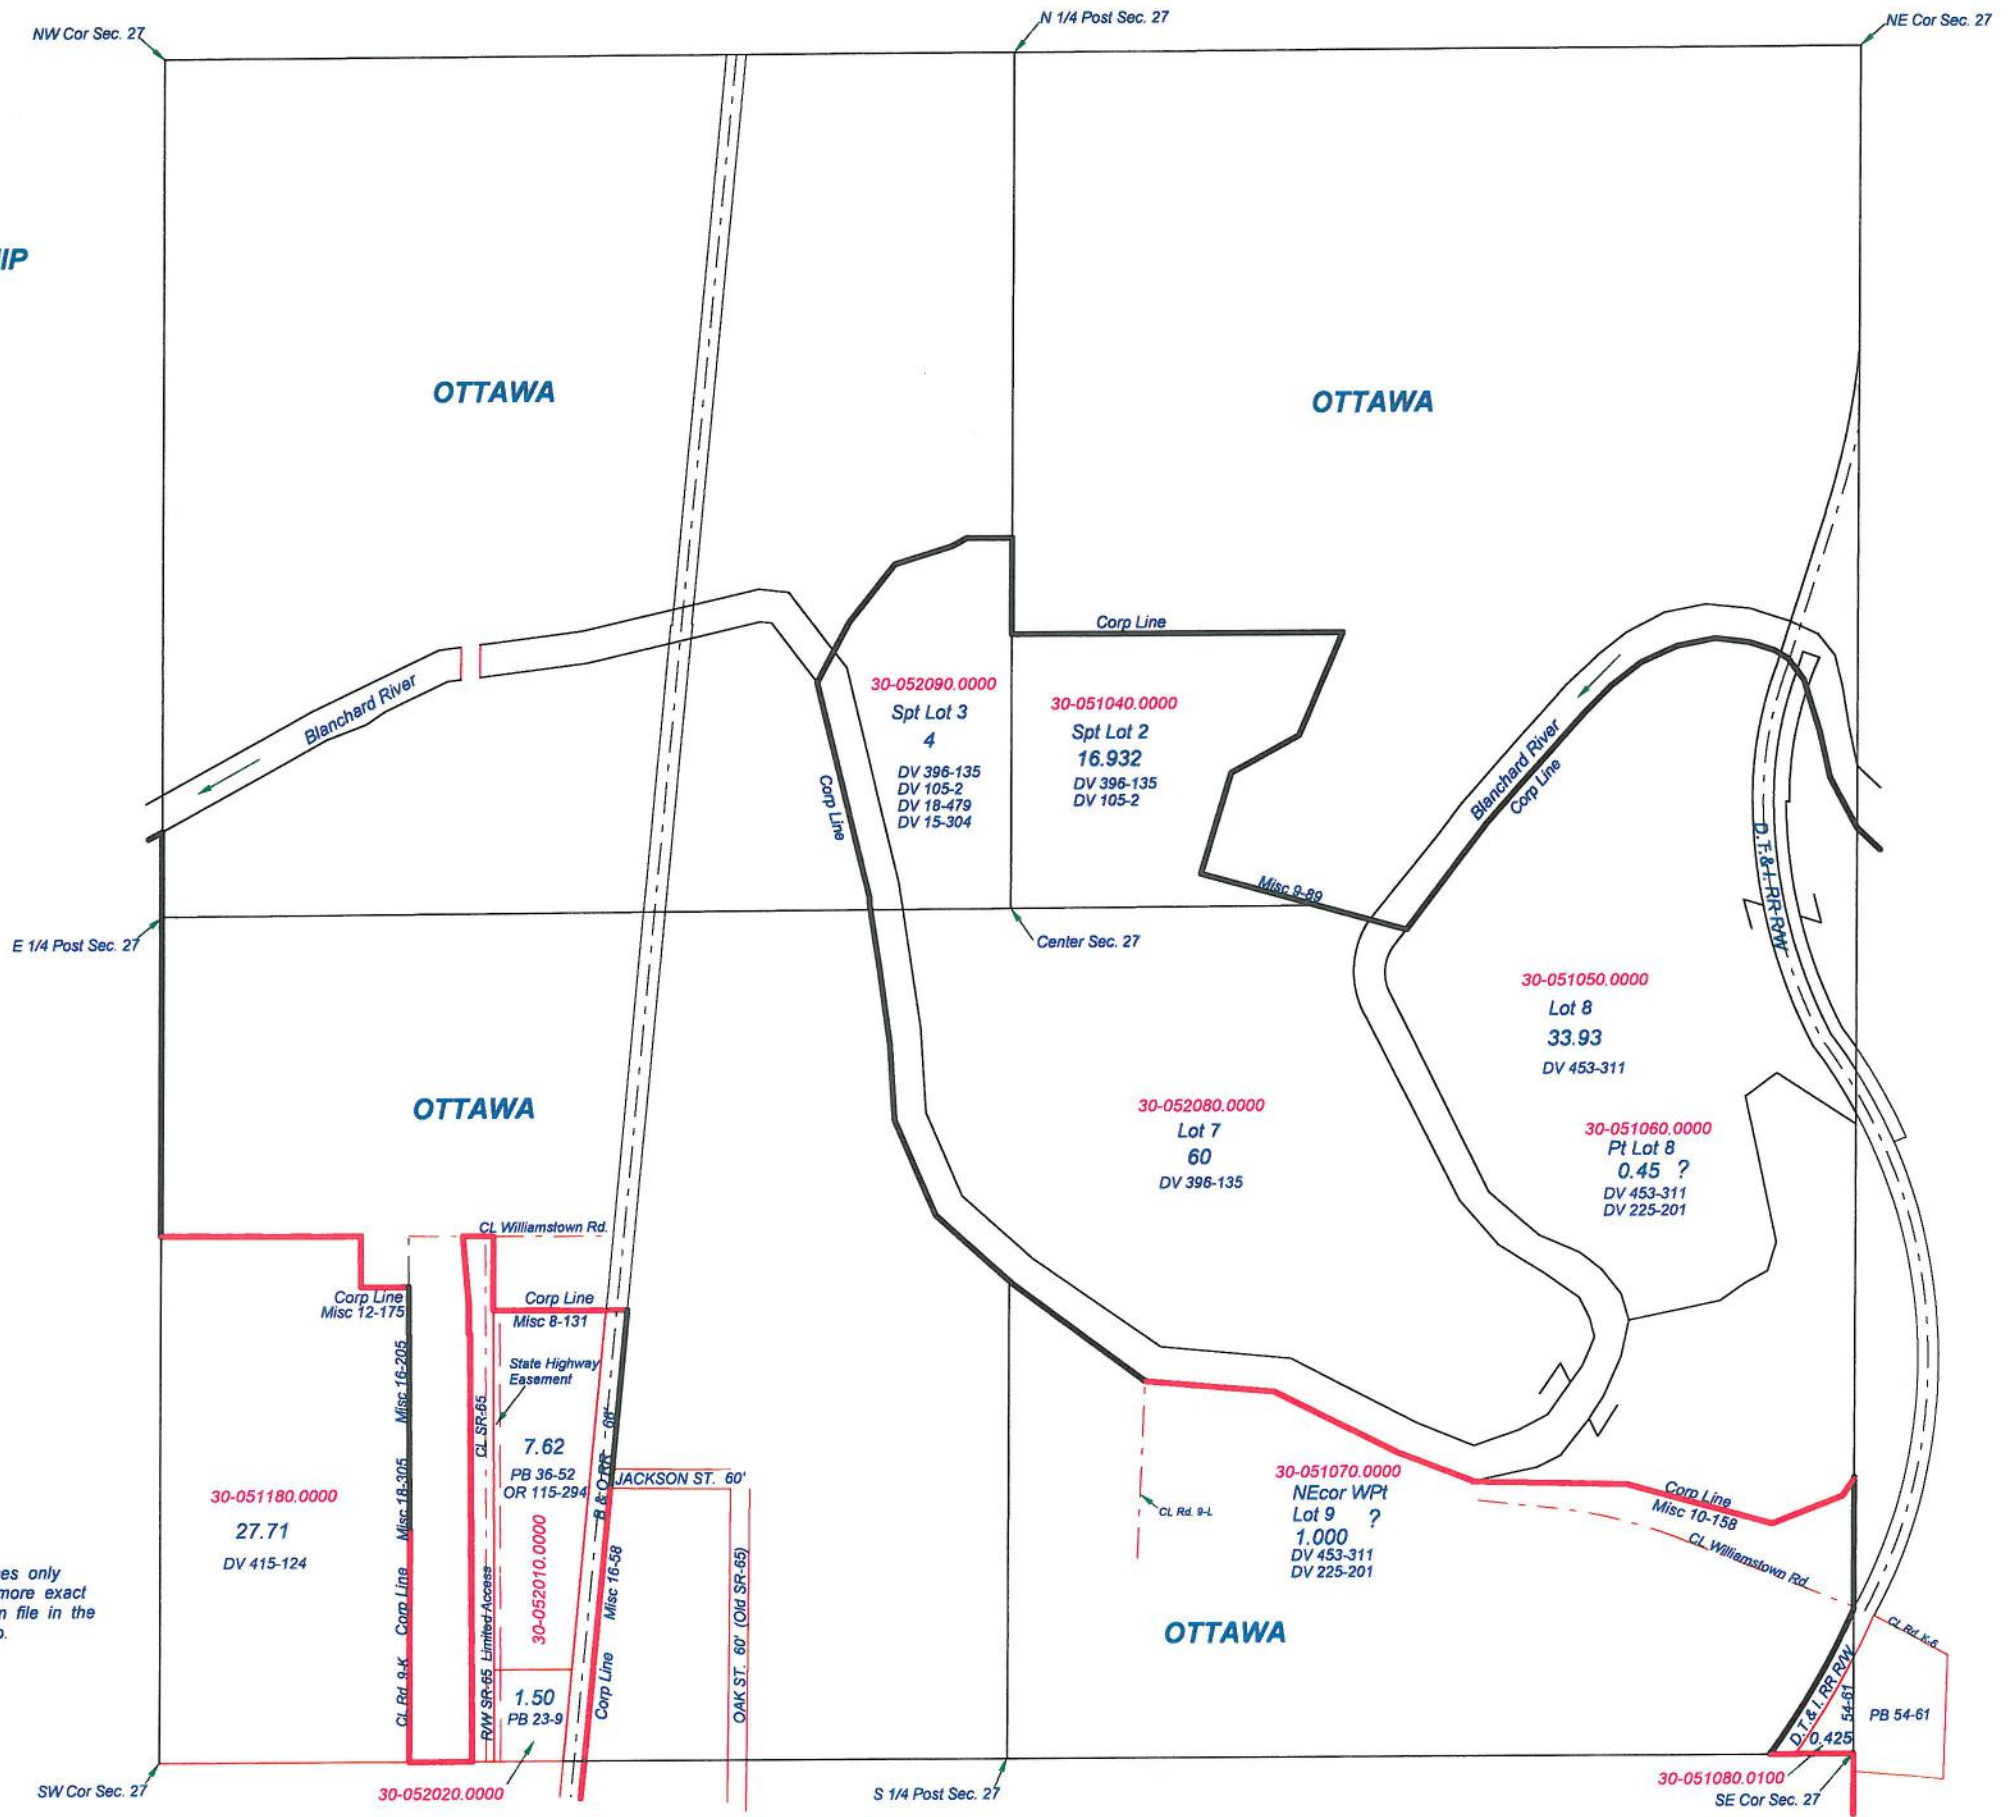 NW Cor Sec. 27
N 1/4 Post Sec. 27
NE Cor Sec. 27
IP
OTTAWA
OTTAWA
Corp Line
Blanchard River
30-052090.0000
Spt Lot 3
4
DV 396-135
DV 105-2
DV 18-479
DV 15-304
Corp Line
30-051040.0000
Spt Lot 2
16.932
DV 396-135
DV 105-2
Blanchard River
Corp Line
D.T.& I. RR R/W
Misc 9-89
E 1/4 Post Sec. 27
Center Sec. 27
30-051050.0000
Lot 8
33.93
DV 453-311
OTTAWA
30-052080.0000
Lot 7
60
DV 396-135
30-051060.0000
Pt Lot 8
0.45 ?
DV 453-311
DV 225-201
CL Williamstown Rd.
Corp Line
Misc 12-175
Corp Line
Misc 8-131
State Highway
Easement
Misc 16-205
Misc 18-305
Corp Line
CL Rd. 9-K
CL SR-65
R/W SR-65 Limited Access
7.62
PB 36-52
OR 115-294
30-052010.0000
B & O RR - 66'
Misc 16-58
Corp Line
JACKSON ST. 60'
OAK ST. 60' (Old SR-65)
30-051180.0000
27.71
DV 415-124
1.50
PB 23-9
CL Rd. 9-L
30-051070.0000
NEcor WPt
Lot 9 ?
1.000
DV 453-311
DV 225-201
Corp Line
Misc 10-158
CL Williamstown Rd.
OTTAWA
CL Rd. K-6
D.T.& I. RR R/W
54-61
0.425
PB 54-61
es only
more exact
n file in the
o.
SW Cor Sec. 27
30-052020.0000
S 1/4 Post Sec. 27
30-051080.0100
SE Cor Sec. 27